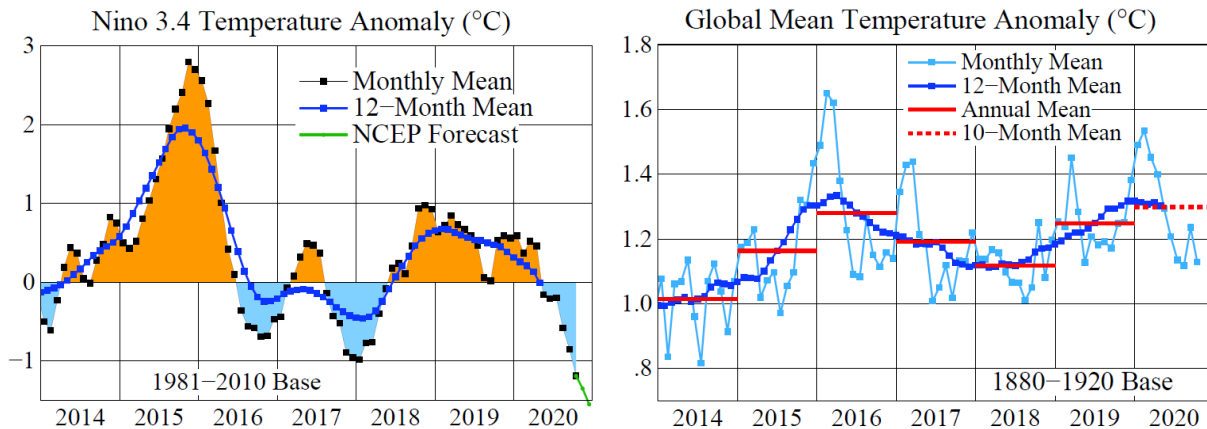 Nino 3.4 Temperature Anomaly (°C)
3
2
1
0
−1
Monthly Mean
12−Month Mean
NCEP Forecast
1981−2010 Base
2014 2015 2016 2017 2018 2019 2020
Global Mean Temperature Anomaly (°C)
1.8
1.6
1.4
1.2
1.0
.8
Monthly Mean
12−Month Mean
Annual Mean
10−Month Mean
1880−1920 Base
2014 2015 2016 2017 2018 2019 2020